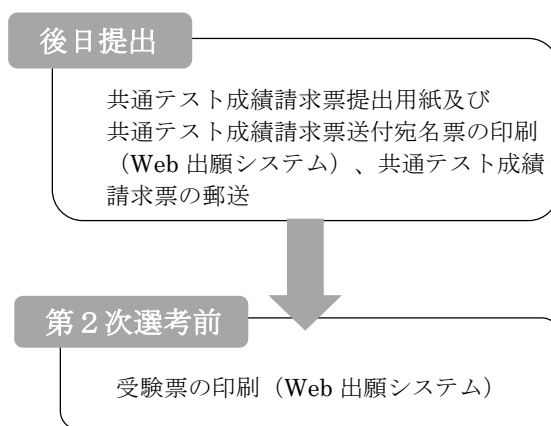 後日提出
共通テスト成績請求票提出用紙及び
共通テスト成績請求票送付宛名票の印刷
（Web 出願システム）、共通テスト成績
請求票の郵送
第２次選考前
受験票の印刷（Web 出願システム）